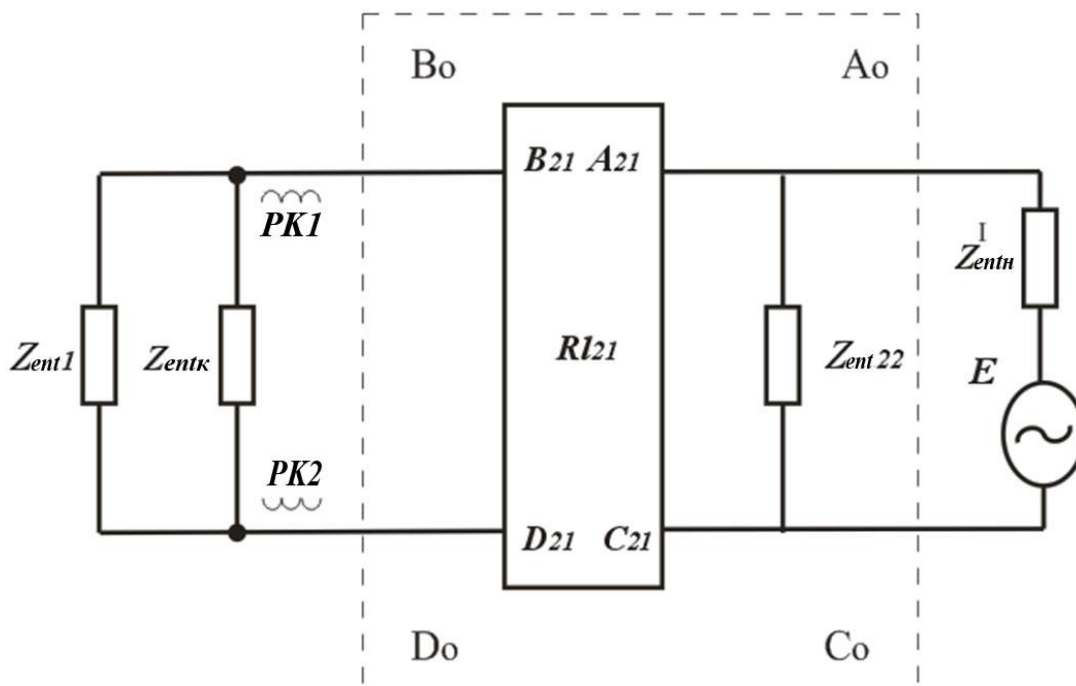 Bo Ao
B21 A21
PK1
I
Zentн
Zent1 Zentк Rl21 Zent 22 E
PK2
D21 C21
Do Co